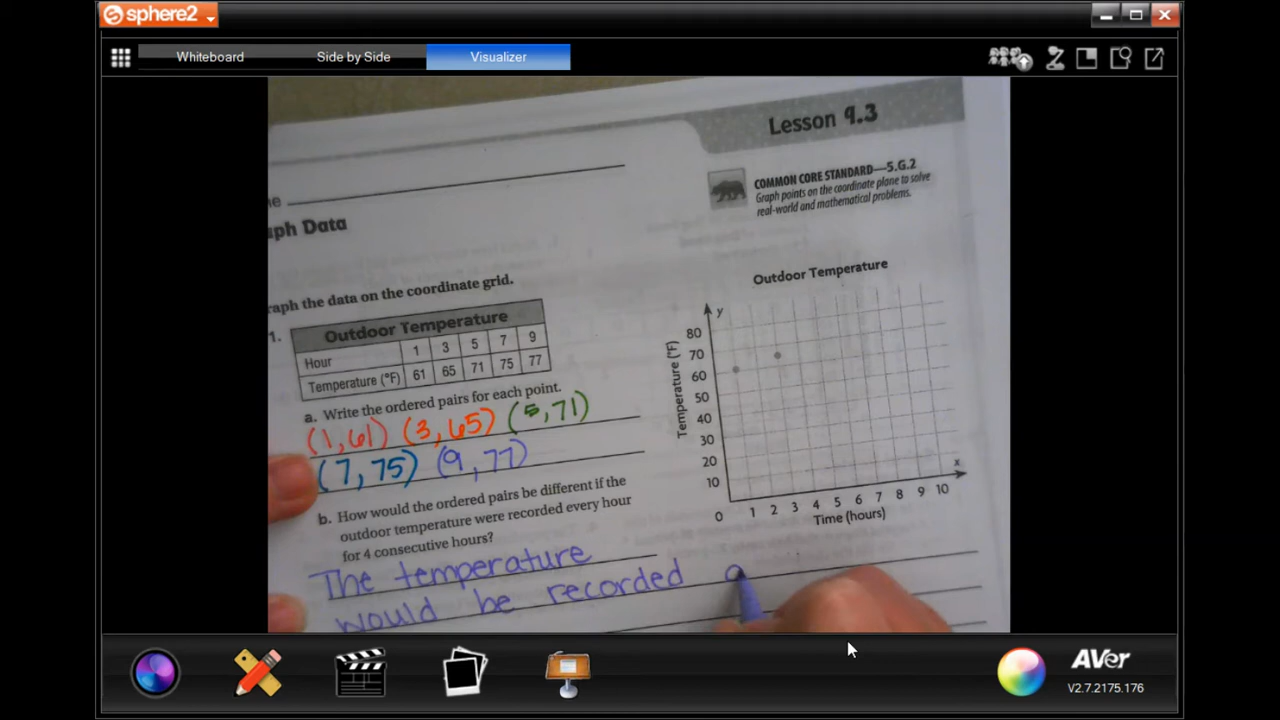 sphere2
Whiteboard
Side by Side
Visualizer
Lesson 9.3
COMMON CORE STANDARD—5.G.2
Graph points on the coordinate plane to solve
real-world and mathematical problems.
ph Data
raph the data on the coordinate grid.
1.
Outdoor Temperature
Hour 1 3 5 7 9
Temperature (°F) 61 65 71 75 77
a. Write the ordered pairs for each point.
(1,61) (3,65) (5,71)
(7,75) (9,77)
b. How would the ordered pairs be different if the
outdoor temperature were recorded every hour
for 4 consecutive hours?
The temperature
would be recorded
Outdoor Temperature
y
80
70
60
50
40
30
20
10
0
Temperature (°F)
1 2 3 4 5 6 7 8 9 10
x
Time (hours)
AVer
V2.7.2175.176